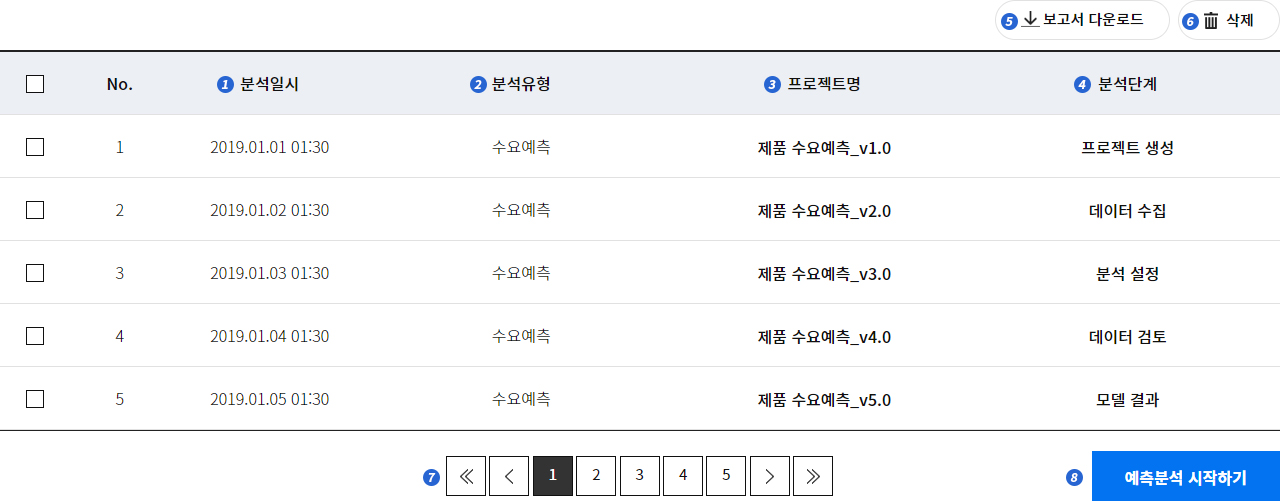 5 보고서 다운로드 6 삭제
No. 1 분석일시 2 분석유형 3 프로젝트명 4 분석단계
1 2019.01.01 01:30 수요예측 제품 수요예측_v1.0 프로젝트 생성
2 2019.01.02 01:30 수요예측 제품 수요예측_v2.0 데이터 수집
3 2019.01.03 01:30 수요예측 제품 수요예측_v3.0 분석 설정
4 2019.01.04 01:30 수요예측 제품 수요예측_v4.0 데이터 검토
5 2019.01.05 01:30 수요예측 제품 수요예측_v5.0 모델 결과
7 1 2 3 4 5 8 예측분석 시작하기